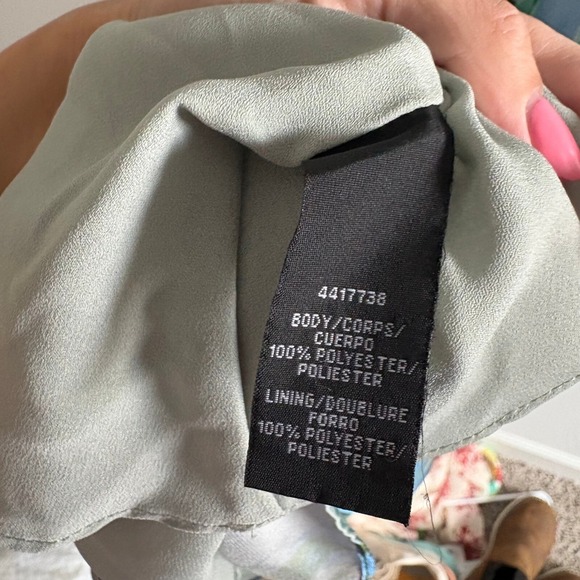 4417738
BODY/CORPS/
CUERPO
100% POLYESTER/
POLIESTER
LINING/DOUBLURE
FORRO
100% POLYESTER/
POLIESTER